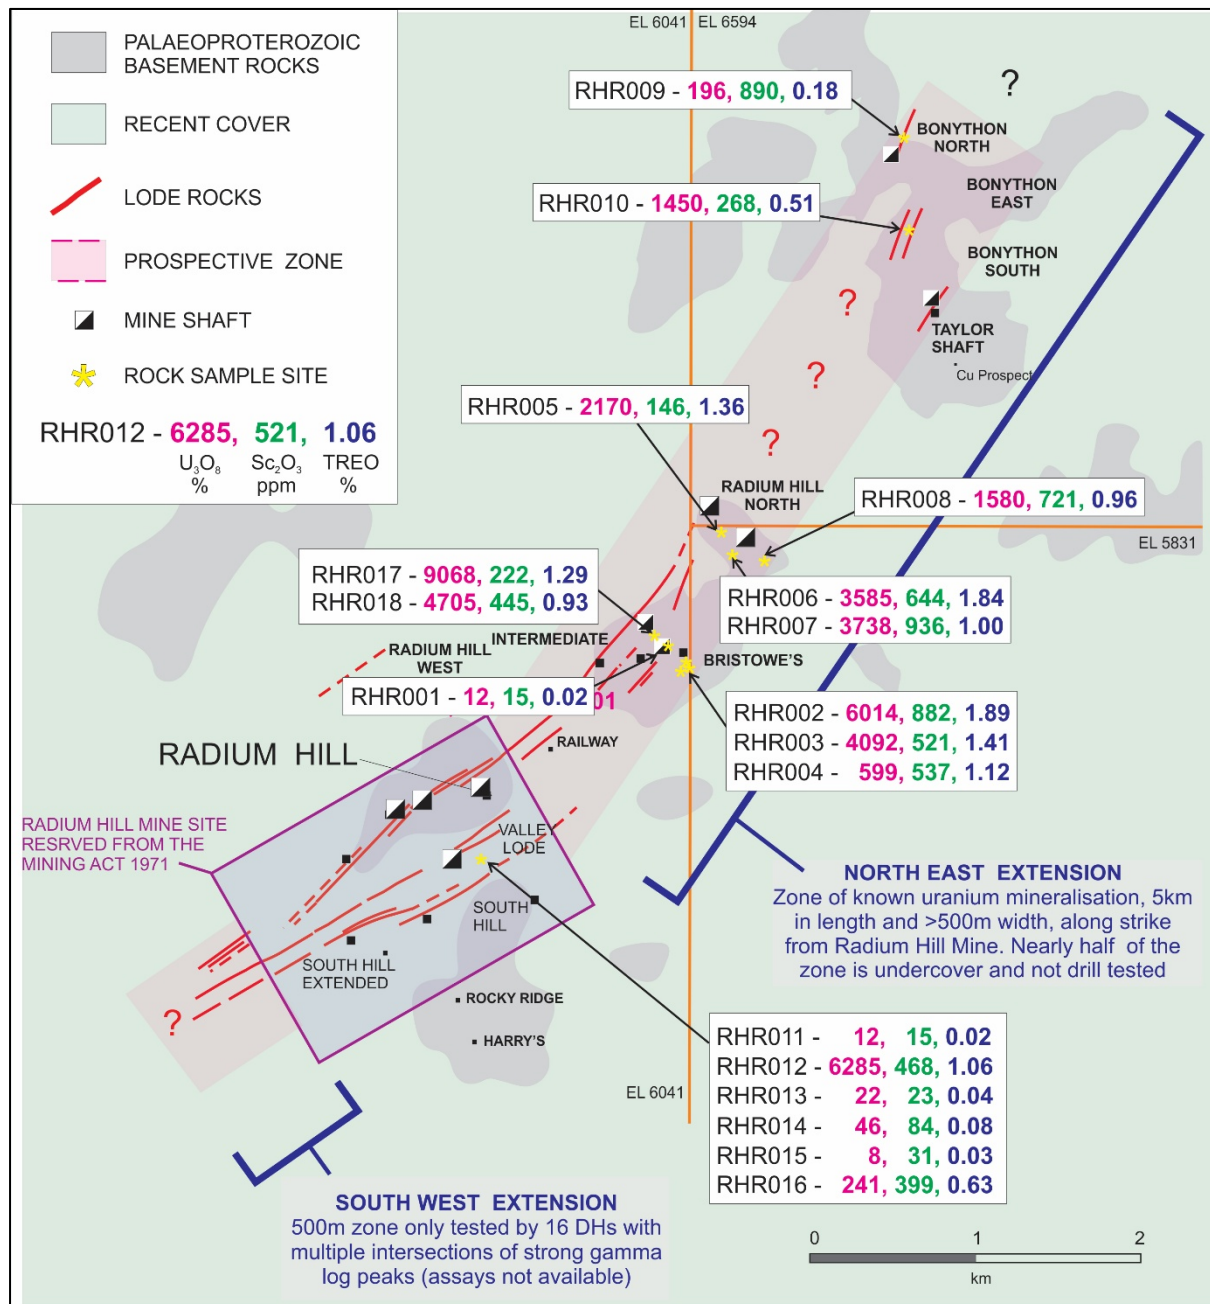 PALAEOPROTEROZOIC
BASEMENT ROCKS
RECENT COVER
LODE ROCKS
PROSPECTIVE ZONE
MINE SHAFT
ROCK SAMPLE SITE
RHR012 - 6285, 521, 1.06
U₃O₈ Sc₂O₃ TREO
% ppm %
EL 6041 EL 6594
?
RHR009 - 196, 890, 0.18
BONYTHON
NORTH
BONYTHON
EAST
RHR010 - 1450, 268, 0.51
BONYTHON
SOUTH
?
TAYLOR
SHAFT
Cu Prospect
?
RHR005 - 2170, 146, 1.36
?
RADIUM HILL
NORTH
RHR008 - 1580, 721, 0.96
EL 5831
RHR017 - 9068, 222, 1.29
RHR018 - 4705, 445, 0.93
RHR006 - 3585, 644, 1.84
RHR007 - 3738, 936, 1.00
INTERMEDIATE
RADIUM HILL
WEST
BRISTOWE'S
RHR001 - 12, 15, 0.02
01
RHR002 - 6014, 882, 1.89
RHR003 - 4092, 521, 1.41
RHR004 - 599, 537, 1.12
RAILWAY
RADIUM HILL
RADIUM HILL MINE SITE
RESRVED FROM THE
MINING ACT 1971
VALLEY
LODE
SOUTH
HILL
SOUTH HILL
EXTENDED
?
ROCKY RIDGE
HARRY'S
NORTH EAST EXTENSION
Zone of known uranium mineralisation, 5km
in length and >500m width, along strike
from Radium Hill Mine. Nearly half of the
zone is undercover and not drill tested
EL 6041
RHR011 - 12, 15, 0.02
RHR012 - 6285, 468, 1.06
RHR013 - 22, 23, 0.04
RHR014 - 46, 84, 0.08
RHR015 - 8, 31, 0.03
RHR016 - 241, 399, 0.63
SOUTH WEST EXTENSION
500m zone only tested by 16 DHs with
multiple intersections of strong gamma
log peaks (assays not available)
0 1 2
km